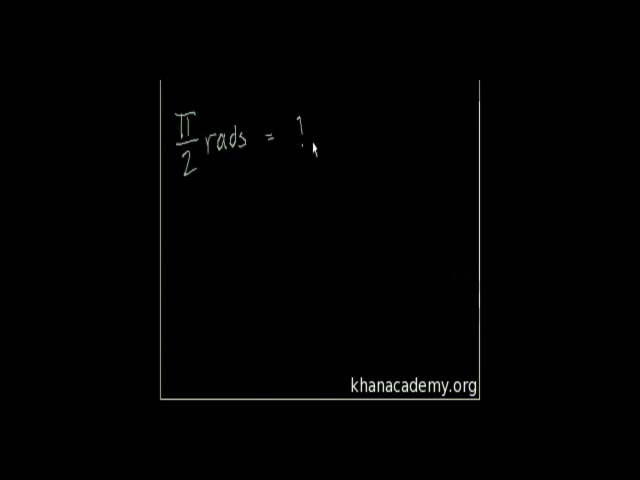 π/2 rads = ?
khanacademy.org